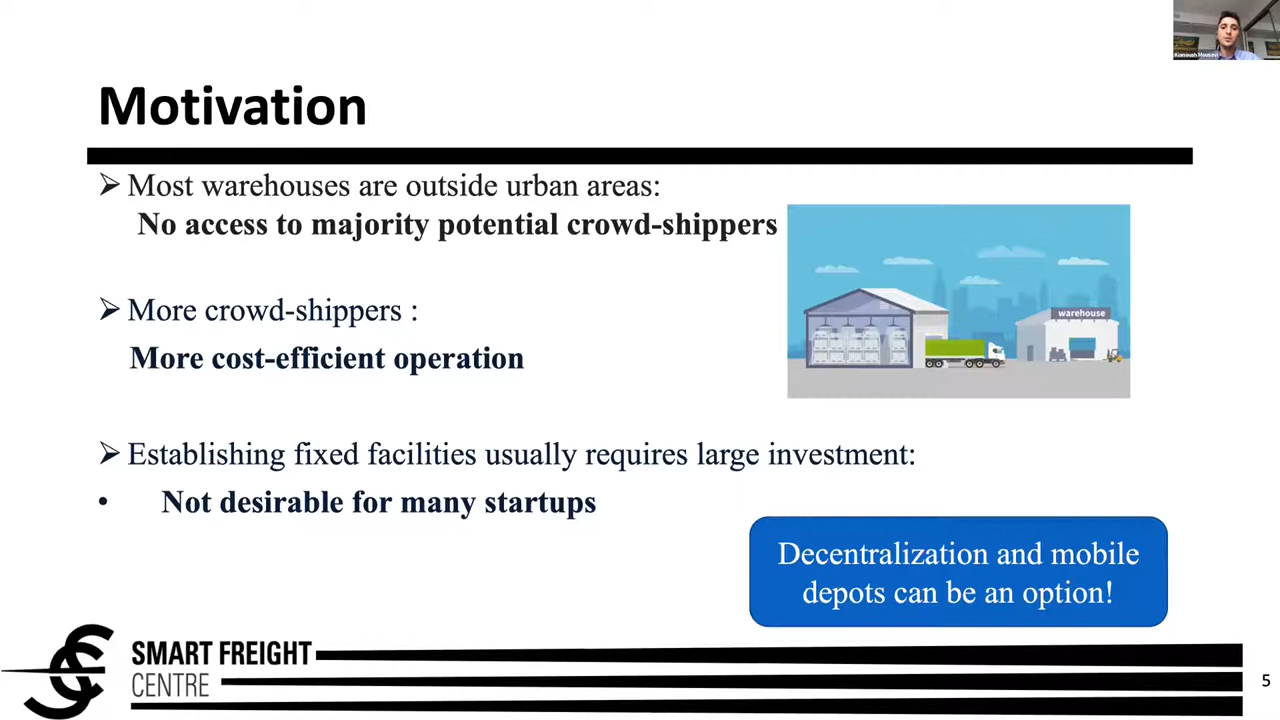 Motivation
➢ Most warehouses are outside urban areas:
No access to majority potential crowd-shippers
➢ More crowd-shippers :
More cost-efficient operation
➢ Establishing fixed facilities usually requires large investment:
• Not desirable for many startups
warehouse
Decentralization and mobile
depots can be an option!
SMART FREIGHT
CENTRE
5
Kianoush Mousavi